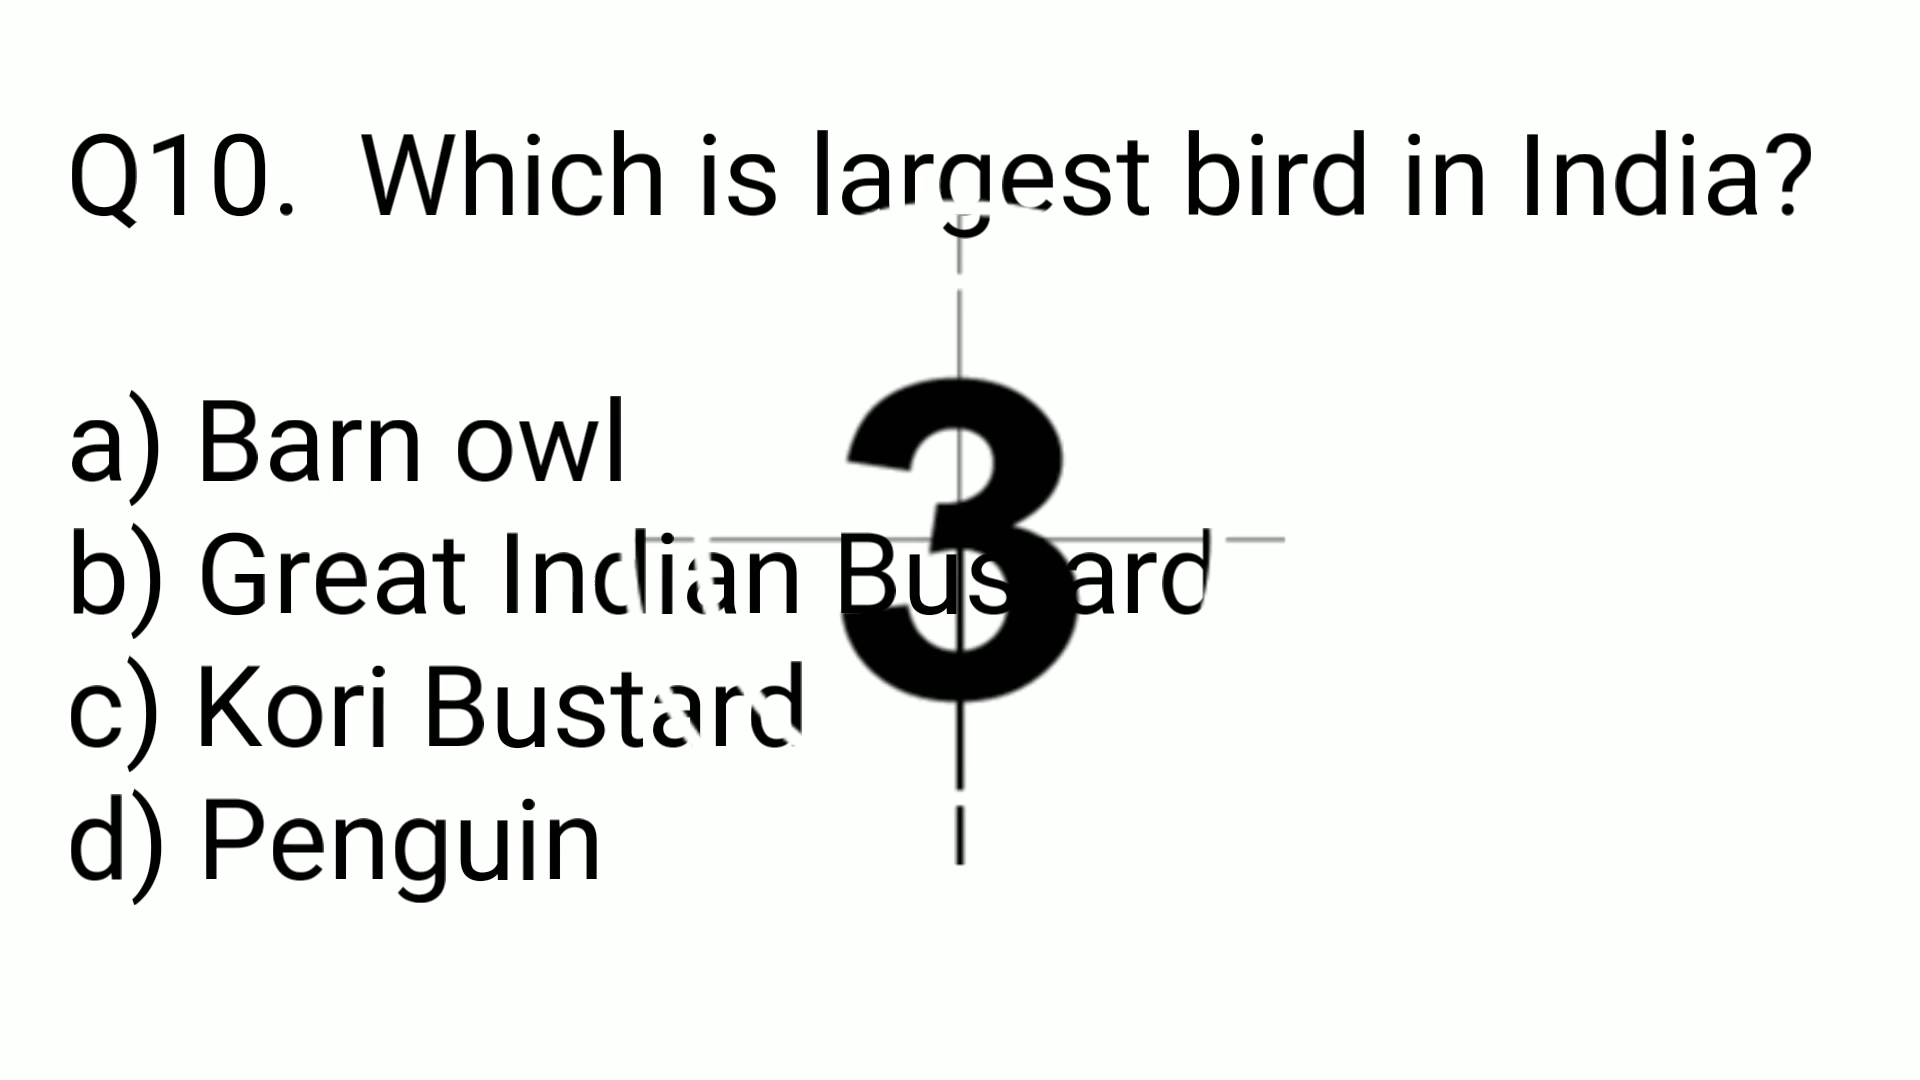 Q10. Which is largest bird in India?
a) Barn owl
b) Great Indian Bustard
c) Kori Bustard
d) Penguin
3